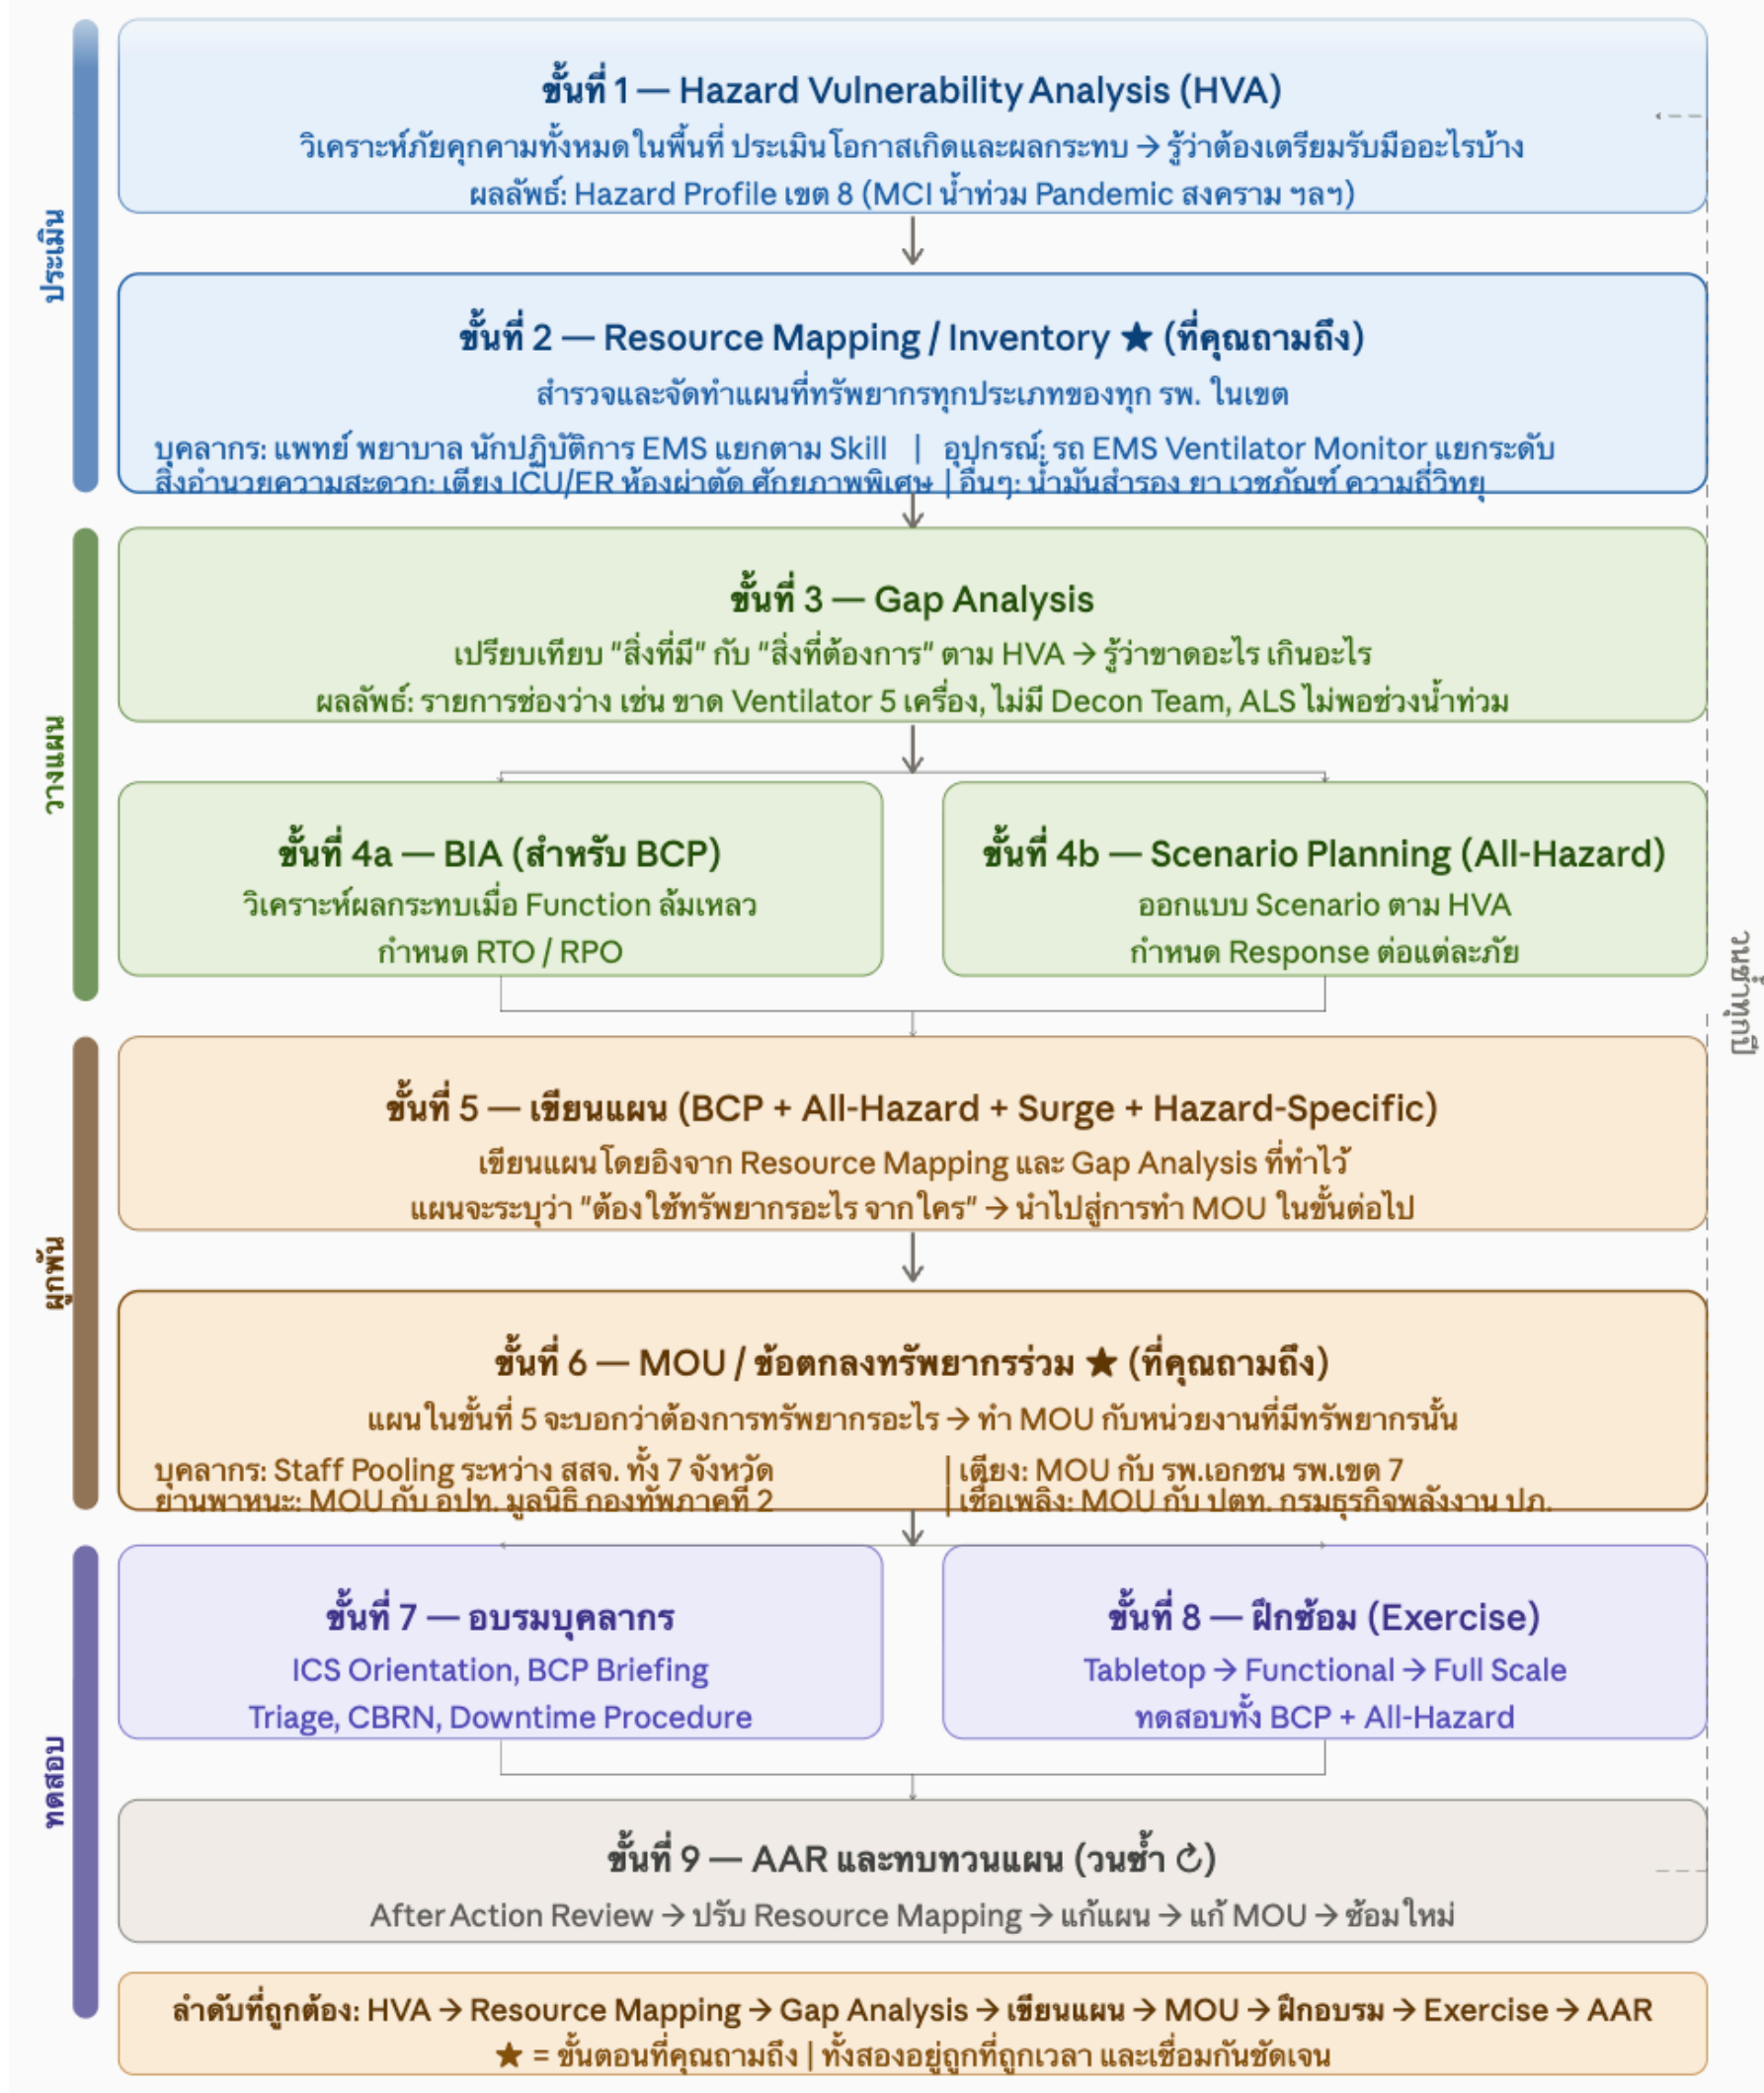 ประเมิน
ขั้นที่ 1 — Hazard Vulnerability Analysis (HVA)
วิเคราะห์ภัยคุกคามทั้งหมดในพื้นที่ ประเมินโอกาสเกิดและผลกระทบ → รู้ว่าต้องเตรียมรับมืออะไรบ้าง
ผลลัพธ์: Hazard Profile เขต 8 (MCI น้ำท่วม Pandemic สงคราม ฯลฯ)
ขั้นที่ 2 — Resource Mapping / Inventory ★ (ที่คุณถามถึง)
สำรวจและจัดทำแผนที่ทรัพยากรทุกประเภทของทุก รพ. ในเขต
บุคลากร: แพทย์ พยาบาล นักปฏิบัติการ EMS แยกตาม Skill | อุปกรณ์: รถ EMS Ventilator Monitor แยกระดับ
สิ่งอำนวยความสะดวก: เตียง ICU/ER ห้องผ่าตัด ศักยภาพพิเศษ | อื่นๆ: น้ำมันสำรอง ยา เวชภัณฑ์ ความถี่วิทยุ
วางแผน
ขั้นที่ 3 — Gap Analysis
เปรียบเทียบ "สิ่งที่มี" กับ "สิ่งที่ต้องการ" ตาม HVA → รู้ว่าขาดอะไร เกินอะไร
ผลลัพธ์: รายการช่องว่าง เช่น ขาด Ventilator 5 เครื่อง, ไม่มี Decon Team, ALS ไม่พอช่วงน้ำท่วม
ขั้นที่ 4a — BIA (สำหรับ BCP)
วิเคราะห์ผลกระทบเมื่อ Function ล้มเหลว
กำหนด RTO / RPO
ขั้นที่ 4b — Scenario Planning (All-Hazard)
ออกแบบ Scenario ตาม HVA
กำหนด Response ต่อแต่ละภัย
วนซ้ำทุกปี
ผูกพัน
ขั้นที่ 5 — เขียนแผน (BCP + All-Hazard + Surge + Hazard-Specific)
เขียนแผนโดยอิงจาก Resource Mapping และ Gap Analysis ที่ทำไว้
แผนจะระบุว่า "ต้องใช้ทรัพยากรอะไร จากใคร" → นำไปสู่การทำ MOU ในขั้นต่อไป
ขั้นที่ 6 — MOU / ข้อตกลงทรัพยากรร่วม ★ (ที่คุณถามถึง)
แผนในขั้นที่ 5 จะบอกว่าต้องการทรัพยากรอะไร → ทำ MOU กับหน่วยงานที่มีทรัพยากรนั้น
บุคลากร: Staff Pooling ระหว่าง สสจ. ทั้ง 7 จังหวัด | เตียง: MOU กับ รพ.เอกชน รพ.เขต 7
ยานพาหนะ: MOU กับ อปท. มูลนิธิ กองทัพภาคที่ 2 | เชื้อเพลิง: MOU กับ ปตท. กรมธุรกิจพลังงาน ปภ.
ทดสอบ
ขั้นที่ 7 — อบรมบุคลากร
ICS Orientation, BCP Briefing
Triage, CBRN, Downtime Procedure
ขั้นที่ 8 — ฝึกซ้อม (Exercise)
Tabletop → Functional → Full Scale
ทดสอบทั้ง BCP + All-Hazard
ขั้นที่ 9 — AAR และทบทวนแผน (วนซ้ำ ↻)
After Action Review → ปรับ Resource Mapping → แก้แผน → แก้ MOU → ซ้อมใหม่
ลำดับที่ถูกต้อง: HVA → Resource Mapping → Gap Analysis → เขียนแผน → MOU → ฝึกอบรม → Exercise → AAR
★ = ขั้นตอนที่คุณถามถึง | ทั้งสองอยู่ถูกที่ถูกเวลา และเชื่อมกันชัดเจน